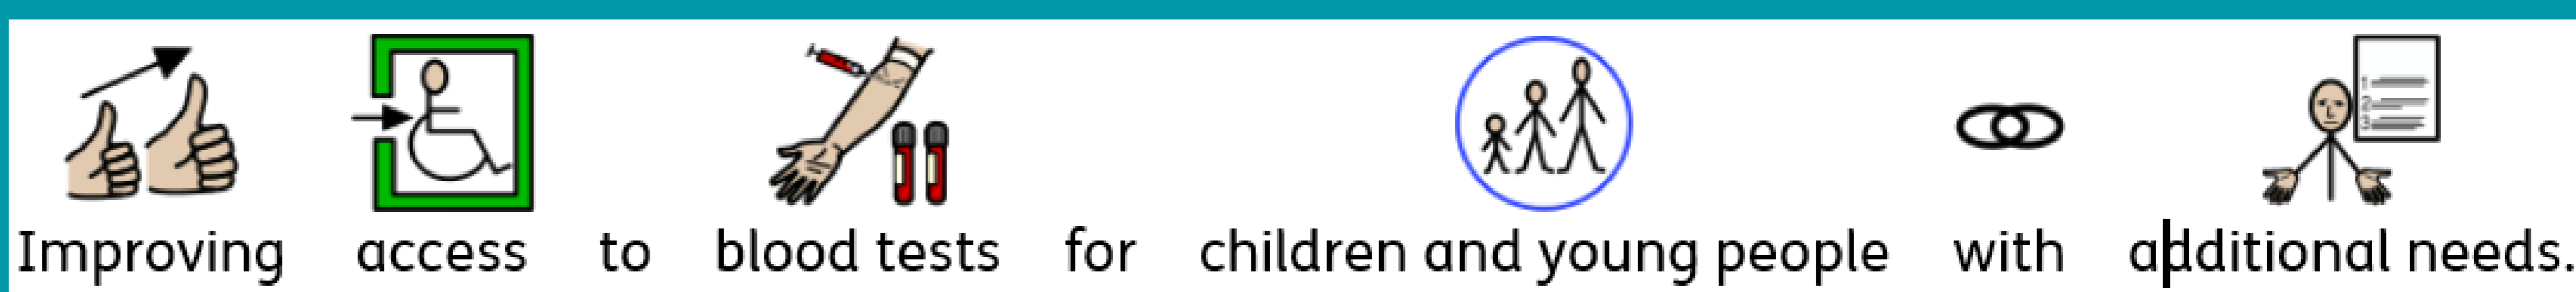 Improving access to blood tests for children and young people with additional needs.